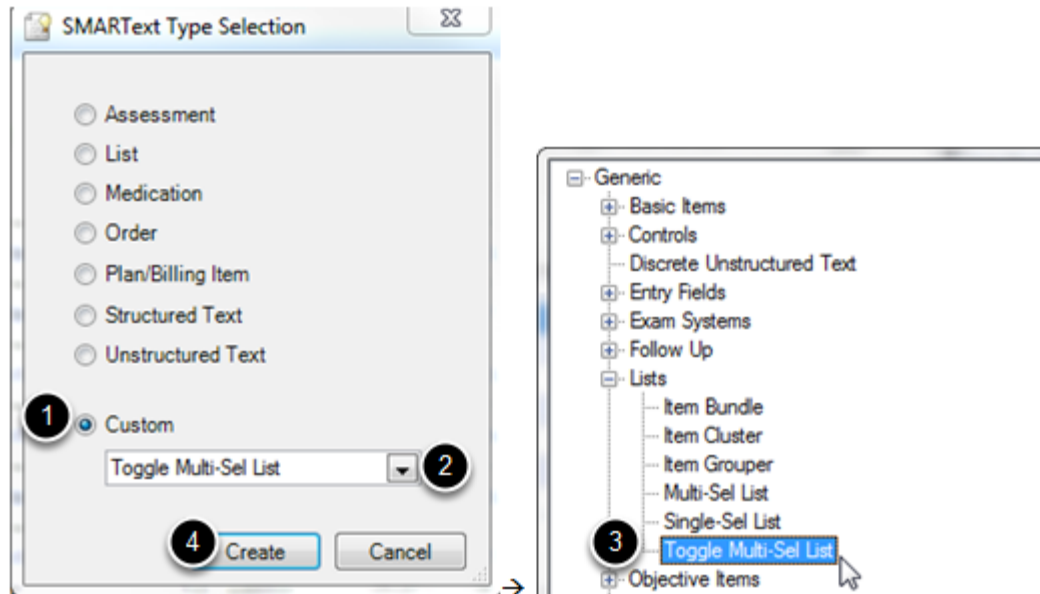 SMARText Type Selection
Assessment
List
Medication
Order
Plan/Billing Item
Structured Text
Unstructured Text
1
Custom
Toggle Multi-Sel List
2
4
Create
Cancel
→
Generic
Basic Items
Controls
Discrete Unstructured Text
Entry Fields
Exam Systems
Follow Up
Lists
Item Bundle
Item Cluster
Item Grouper
Multi-Sel List
Single-Sel List
3
Toggle Multi-Sel List
Objective Items